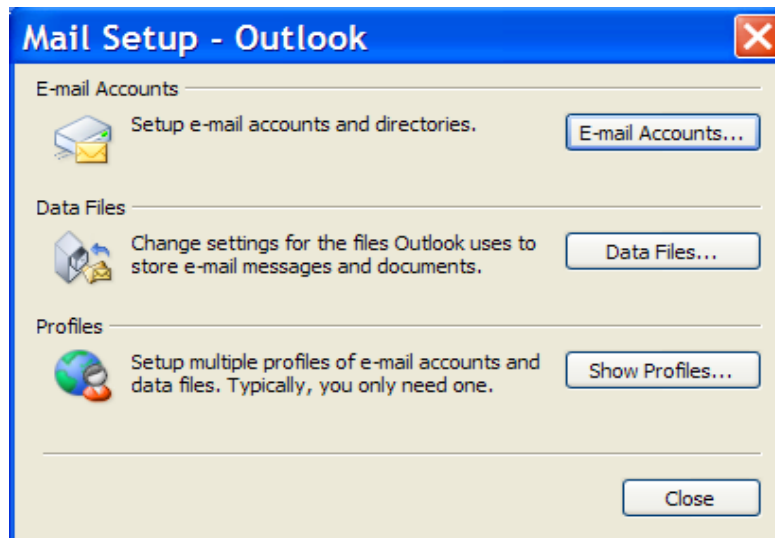 Mail Setup - Outlook
E-mail Accounts
Setup e-mail accounts and directories.
E-mail Accounts...
Data Files
Change settings for the files Outlook uses to
store e-mail messages and documents.
Data Files...
Profiles
Setup multiple profiles of e-mail accounts and
data files. Typically, you only need one.
Show Profiles...
Close